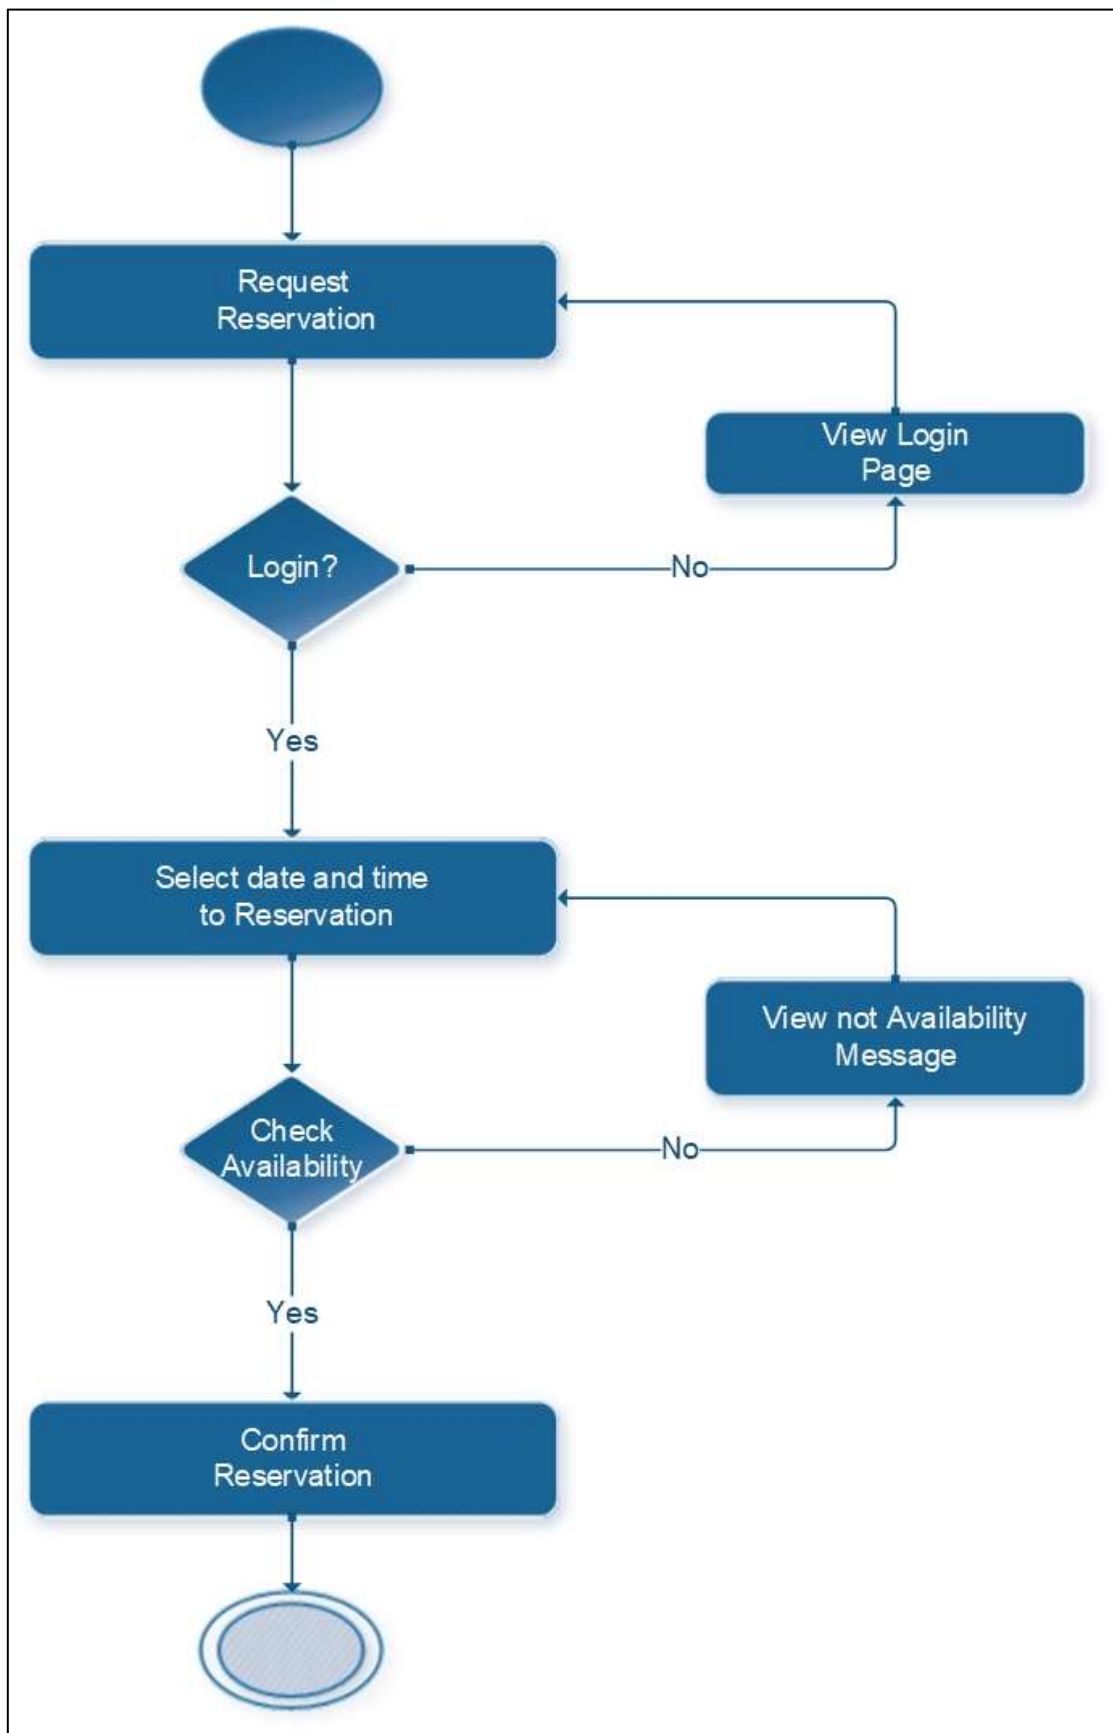 Request
Reservation
View Login
Page
Login?
No
Yes
Select date and time
to Reservation
View not Availability
Message
Check
Availability
No
Yes
Confirm
Reservation